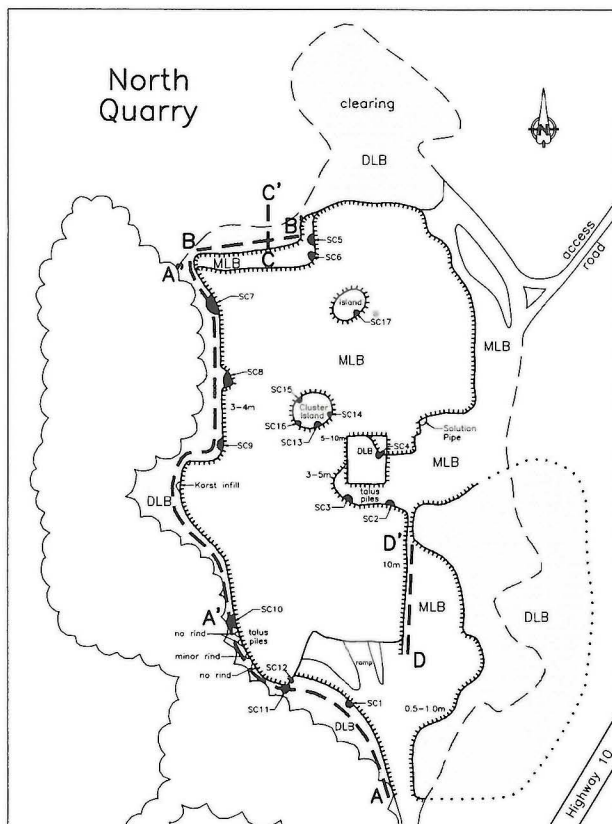 North
Quarry
clearing
DLB
N
C'
B
B'
C
A"
MLB
SC5
SC6
access
road
SC7
island
SC17
MLB
MLB
SC8
3-4m
SC15
Cluster
Island
SC14
SC16
SC13
5-10m
Solution
Pipe
SC9
DLB
SC4
MLB
Karst infill
DLB
3-5m
talus
piles
SC3
SC2
D'
10m
A'
SC10
no rind
talus
piles
minor rind
no rind
SC12
SC11
ramp
MLB
DLB
D
SC1
0.5-1.0m
DLB
A
Highway 10